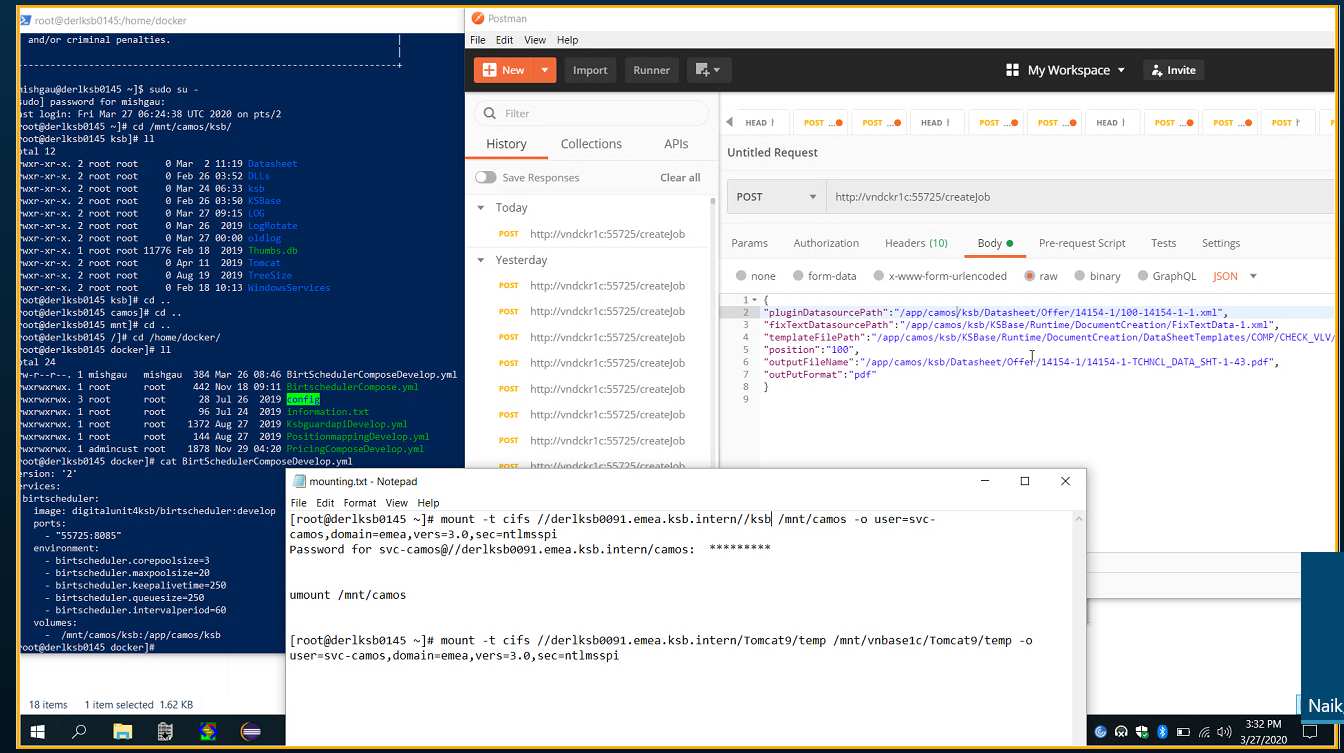 root@derlksb0145:/home/docker
and/or criminal penalties. |
|
------------------------------------------------------------------+
mishgau@derlksb0145 ~]$ sudo su -
sudo] password for mishgau:
ast login: Fri Mar 27 06:24:38 UTC 2020 on pts/2
root@derlksb0145 ~]# cd /mnt/camos/ksb/
root@derlksb0145 ksb]# ll
otal 12
rwxr-xr-x. 2 root root 0 Mar 2 11:19 Datasheet
rwxr-xr-x. 2 root root 0 Feb 26 03:52 DLLs
rwxr-xr-x. 2 root root 0 Mar 24 06:33 ksb
rwxr-xr-x. 2 root root 0 Feb 26 03:50 KSBase
rwxr-xr-x. 2 root root 0 Mar 27 09:15 LOG
rwxr-xr-x. 2 root root 0 Mar 26 2019 LogRotate
rwxr-xr-x. 2 root root 0 Mar 27 00:00 oldlog
rwxr-xr-x. 1 root root 11776 Feb 18 2019 Thumbs.db
rwxr-xr-x. 2 root root 0 Apr 11 2019 Tomcat
rwxr-xr-x. 2 root root 0 Aug 19 2019 TreeSize
rwxr-xr-x. 2 root root 0 Feb 18 10:13 WindowsServices
root@derlksb0145 ksb]# cd ..
root@derlksb0145 camos]# cd ..
root@derlksb0145 mnt]# cd ..
root@derlksb0145 /]# cd /home/docker/
root@derlksb0145 docker]# ll
otal 24
rw-r--r--. 1 mishgau mishgau 384 Mar 26 08:46 BirtSchedulerComposeDevelop.yml
rwxrwxrwx. 1 root root 442 Nov 18 09:11 BirtschedulerCompose.yml
rwxrwxrwx. 3 root root 28 Jul 26 2019 config
rwxrwxrwx. 1 root root 96 Jul 24 2019 information.txt
rwxrwxrwx. 1 root root 1372 Aug 27 2019 KsbguardapiDevelop.yml
rwxrwxrwx. 1 root root 144 Aug 27 2019 PositionmappingDevelop.yml
rwxrwxrwx. 1 admincust root 1878 Nov 29 04:20 PricingComposeDevelop.yml
root@derlksb0145 docker]# cat BirtSchedulerComposeDevelop.yml
ersion: '2'
ervices:
birtscheduler:
image: digitalunit4ksb/birtscheduler:develop
ports:
- "55725:8085"
environment:
- birtscheduler.corepoolsize=3
- birtscheduler.maxpoolsize=20
- birtscheduler.keepalivetime=250
- birtscheduler.queuesize=250
- birtscheduler.intervalperiod=60
volumes:
- /mnt/camos/ksb:/app/camos/ksb
root@derlksb0145 docker]#
18 items 1 item selected 1.62 KB
Postman
File Edit View Help
New Import Runner My Workspace Invite
Filter
History Collections APIs
Save Responses Clear all
Today
POST http://vndckr1c:55725/createJob
Yesterday
POST http://vndckr1c:55725/createJob
POST http://vndckr1c:55725/createJob
POST http://vndckr1c:55725/createJob
POST http://vndckr1c:55725/createJob
POST http://vndckr1c:55725/createJob
POST http://vndckr1c:55725/createJob
POST http://vndckr1c:55725/createJob
POST http://vndckr1c:55725/createJob
HEAD POST ... POST ... HEAD POST ... POST ... HEAD POST ... POST ... POST
Untitled Request
POST http://vndckr1c:55725/createJob
Params Authorization Headers (10) Body Pre-request Script Tests Settings
none form-data x-www-form-urlencoded raw binary GraphQL JSON
1 {
2 "pluginDatasourcePath":"/app/camos/ksb/Datasheet/Offer/14154-1/100-14154-1-1.xml",
3 "fixTextDatasourcePath":"/app/camos/ksb/KSBase/Runtime/DocumentCreation/FixTextData-1.xml",
4 "templateFilePath":"/app/camos/ksb/KSBase/Runtime/DocumentCreation/DataSheetTemplates/COMP/CHECK_VLV/
5 "position":"100",
6 "outputFileName":"/app/camos/ksb/Datasheet/Offer/14154-1/14154-1-TCHNCL_DATA_SHT-1-43.pdf",
7 "outPutFormat":"pdf"
8 }
9
mounting.txt - Notepad
File Edit Format View Help
[root@derlksb0145 ~]# mount -t cifs //derlksb0091.emea.ksb.intern//ksb /mnt/camos -o user=svc-
camos,domain=emea,vers=3.0,sec=ntlmsspi
Password for svc-camos@//derlksb0091.emea.ksb.intern/camos: *********
umount /mnt/camos
[root@derlksb0145 ~]# mount -t cifs //derlksb0091.emea.ksb.intern/Tomcat9/temp /mnt/vnbase1c/Tomcat9/temp -o
user=svc-camos,domain=emea,vers=3.0,sec=ntlmsspi
Naik
3:32 PM
3/27/2020